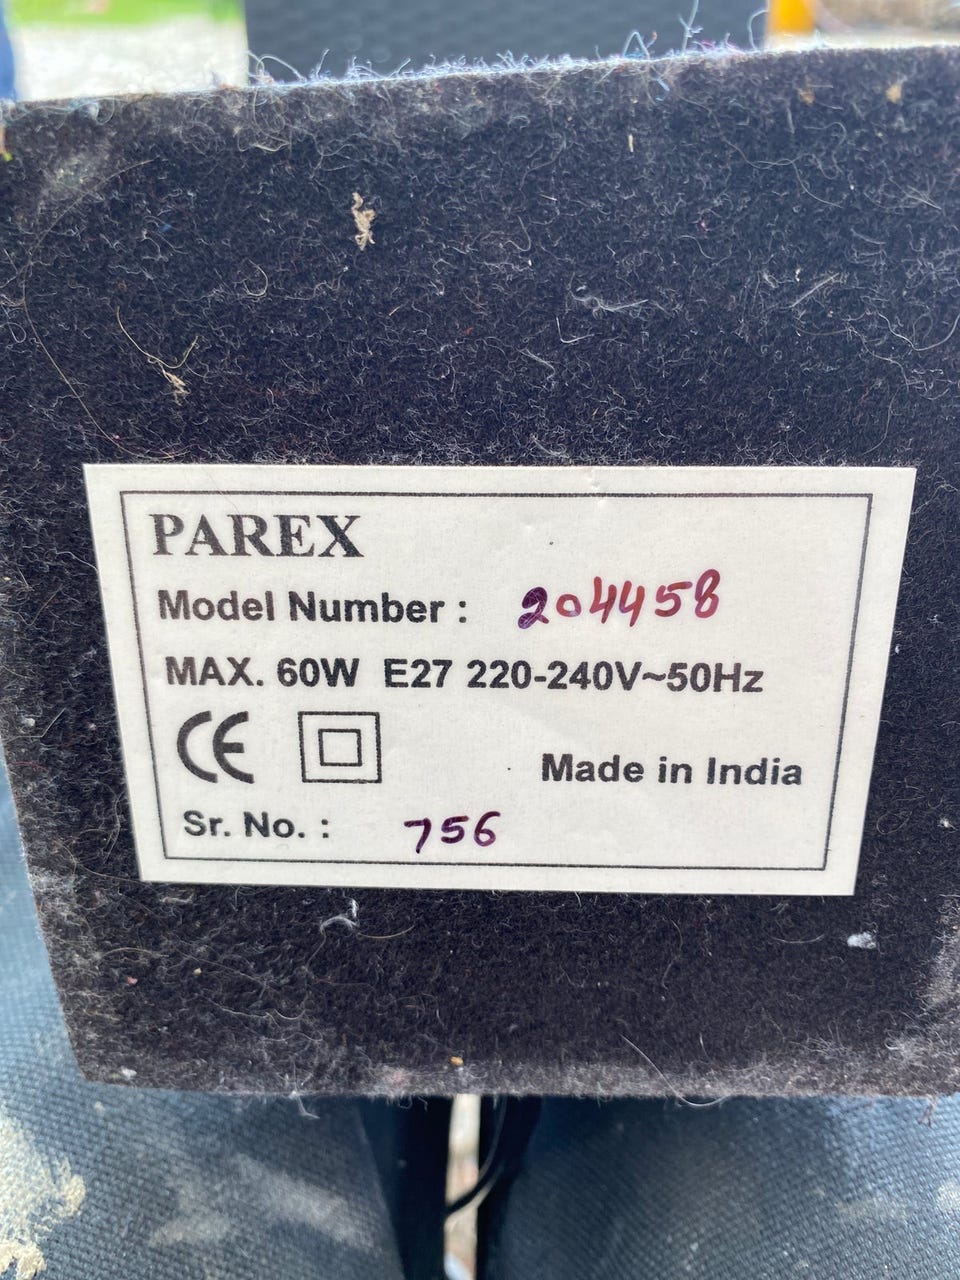 PAREX
Model Number : 204458
MAX. 60W E27 220-240V~50Hz
CE Made in India
Sr. No. : 756